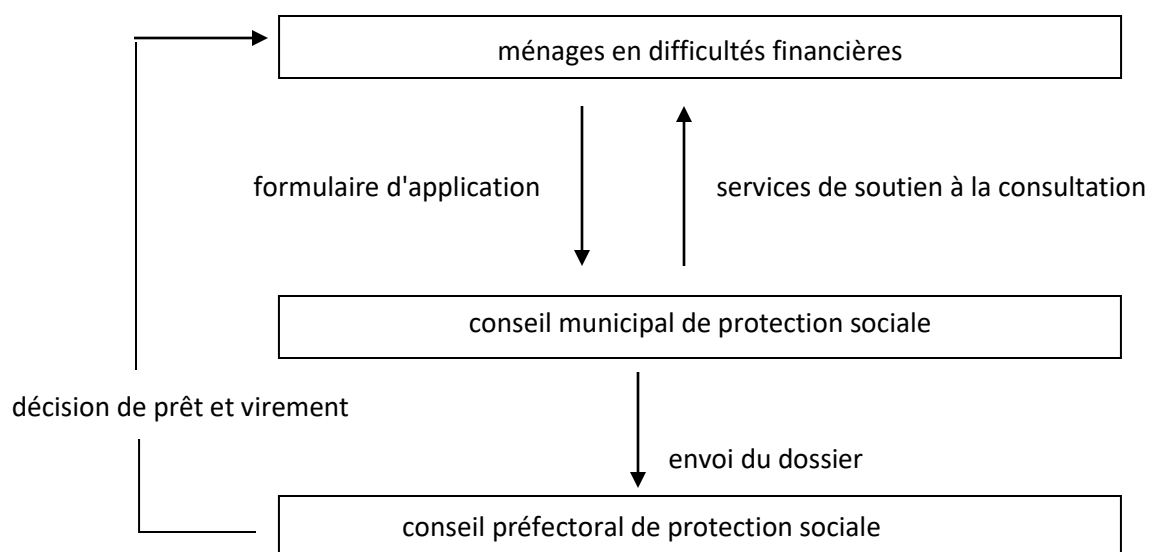 ménages en difficultés financières
formulaire d'application
services de soutien à la consultation
conseil municipal de protection sociale
décision de prêt et virement
envoi du dossier
conseil préfectoral de protection sociale